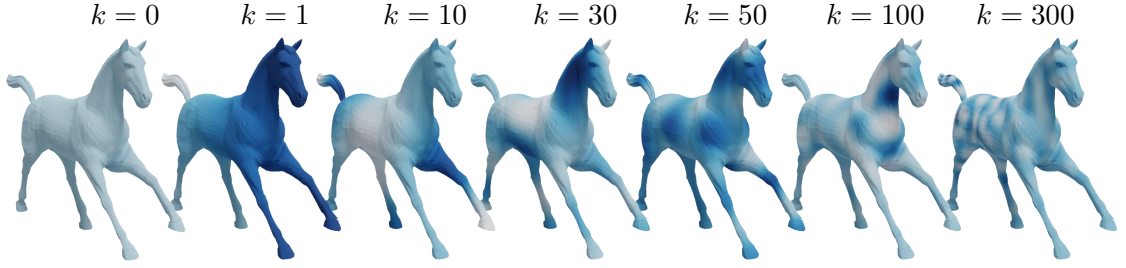 k = 0 k = 1 k = 10 k = 30 k = 50 k = 100 k = 300